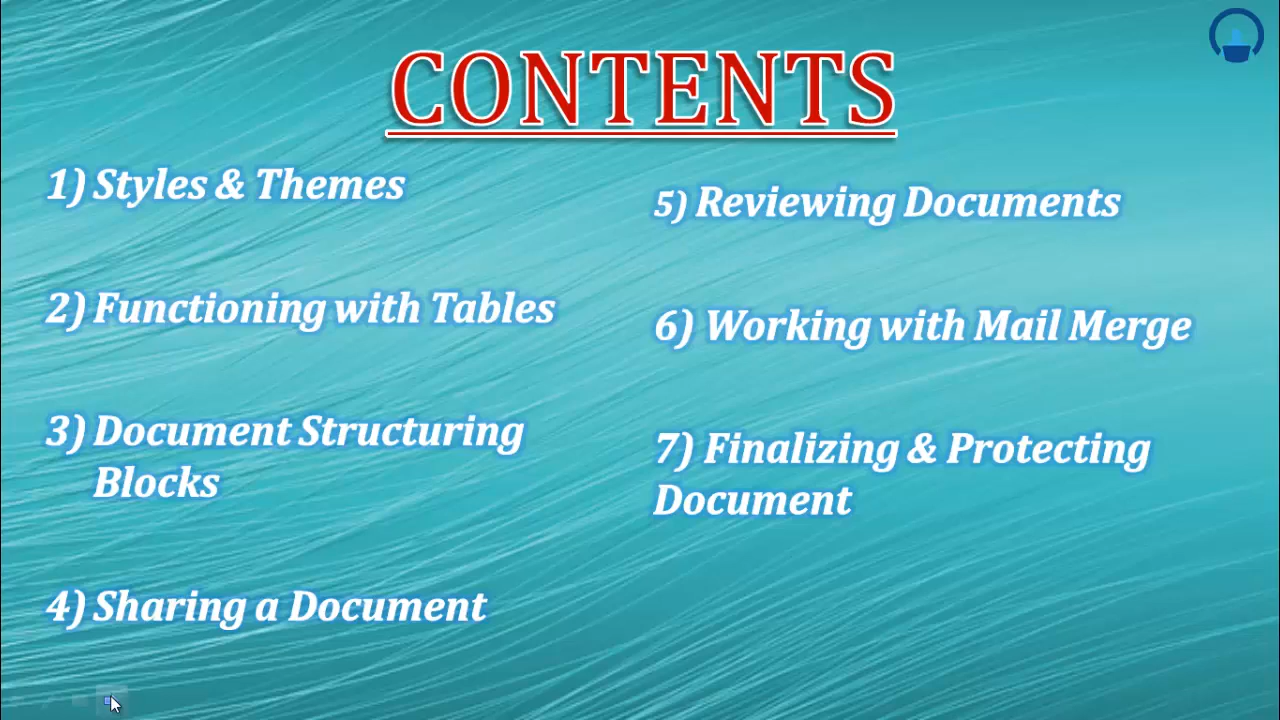 CONTENTS
1) Styles & Themes
2) Functioning with Tables
3) Document Structuring
Blocks
4) Sharing a Document
5) Reviewing Documents
6) Working with Mail Merge
7) Finalizing & Protecting
Document